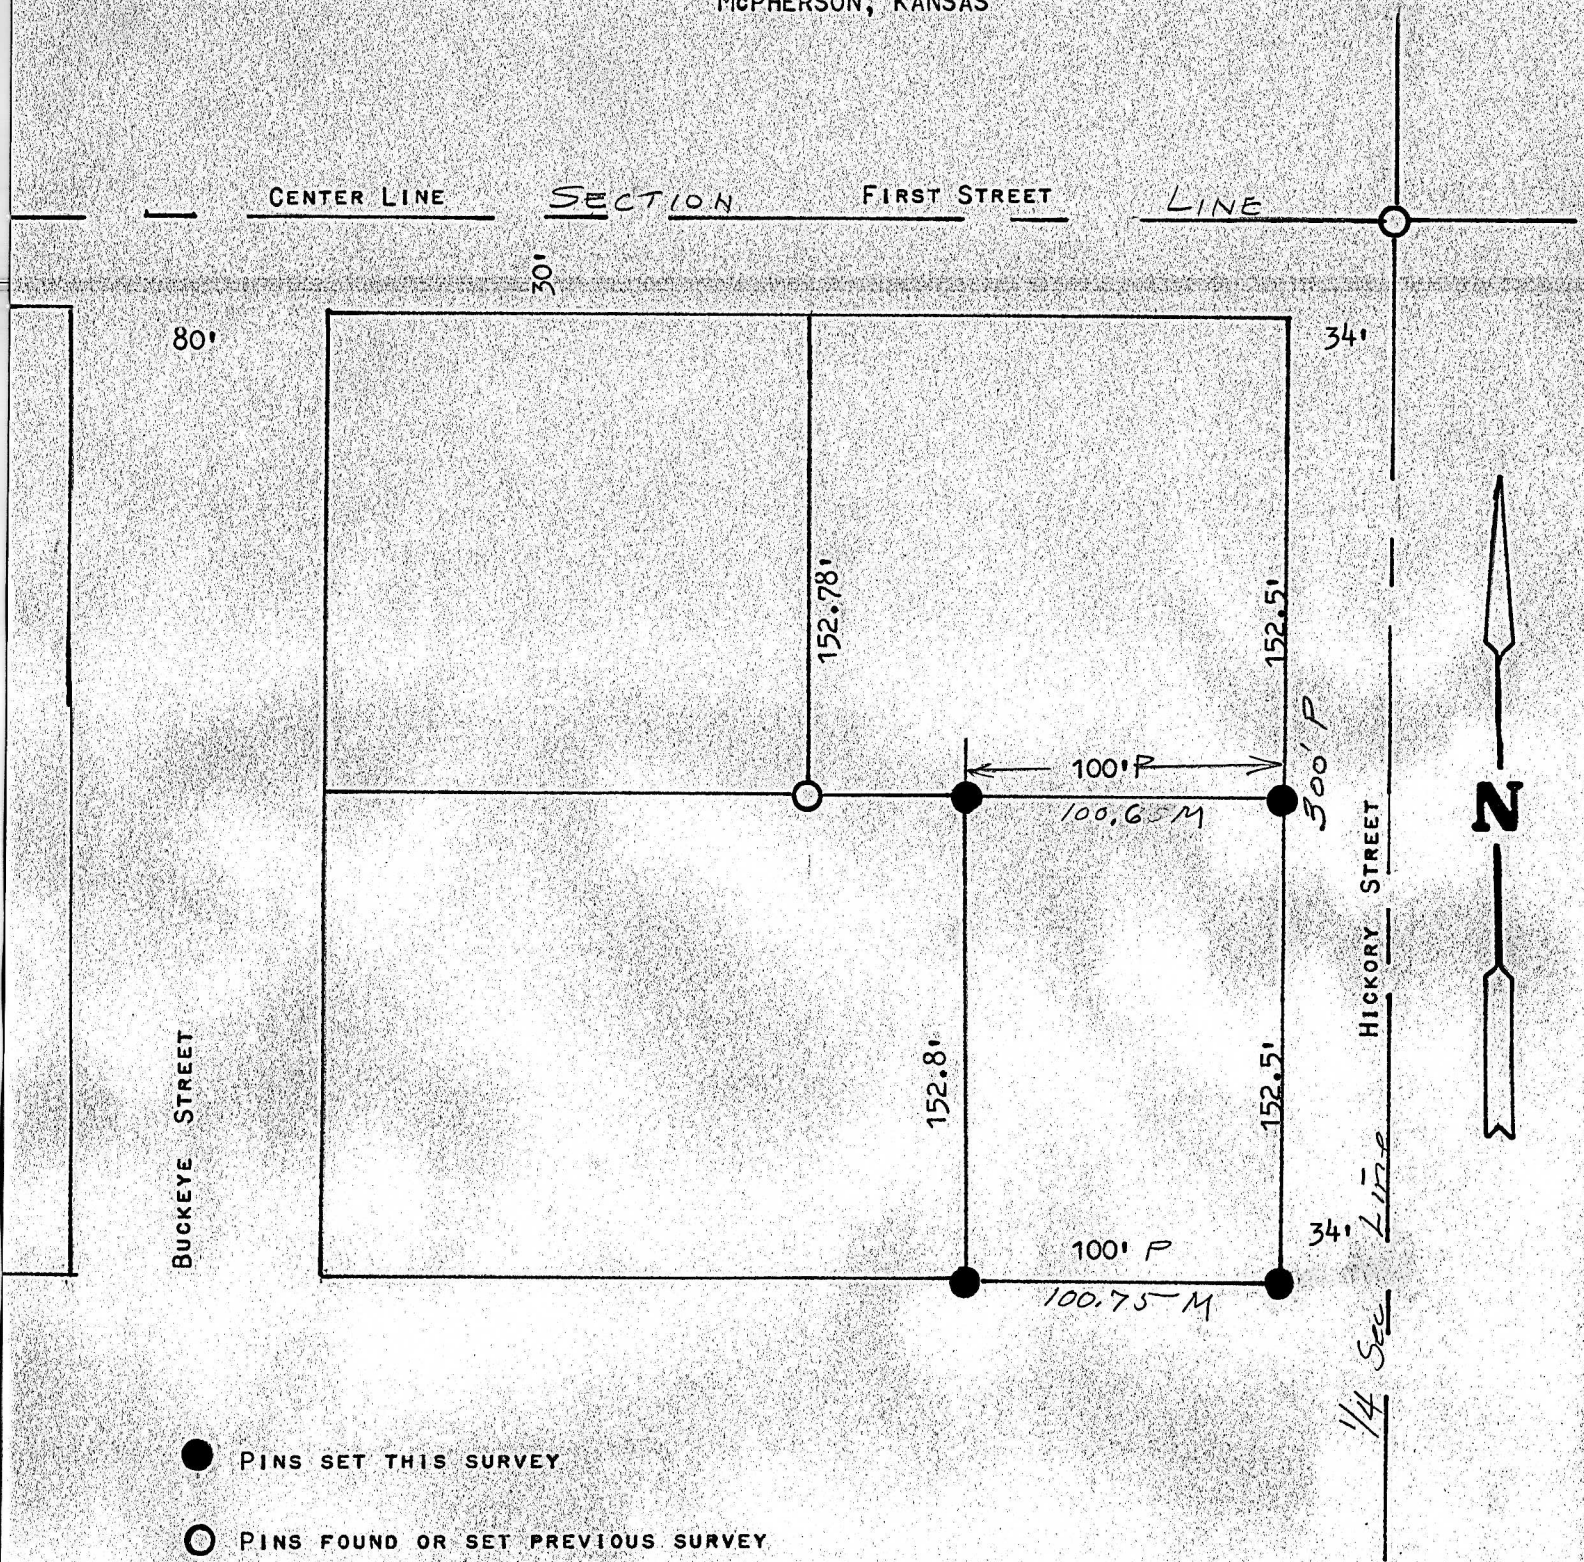 McPHERSON, KANSAS
CENTER LINE SECTION FIRST STREET LINE
30'
80'
34'
152.78'
152.5'
300' P
100' P
100.65 M
HICKORY STREET
152.8'
152.5'
BUCKEYE STREET
N
34'
100' P
100.75 M
1/4 Sec Line
PINS SET THIS SURVEY
PINS FOUND OR SET PREVIOUS SURVEY